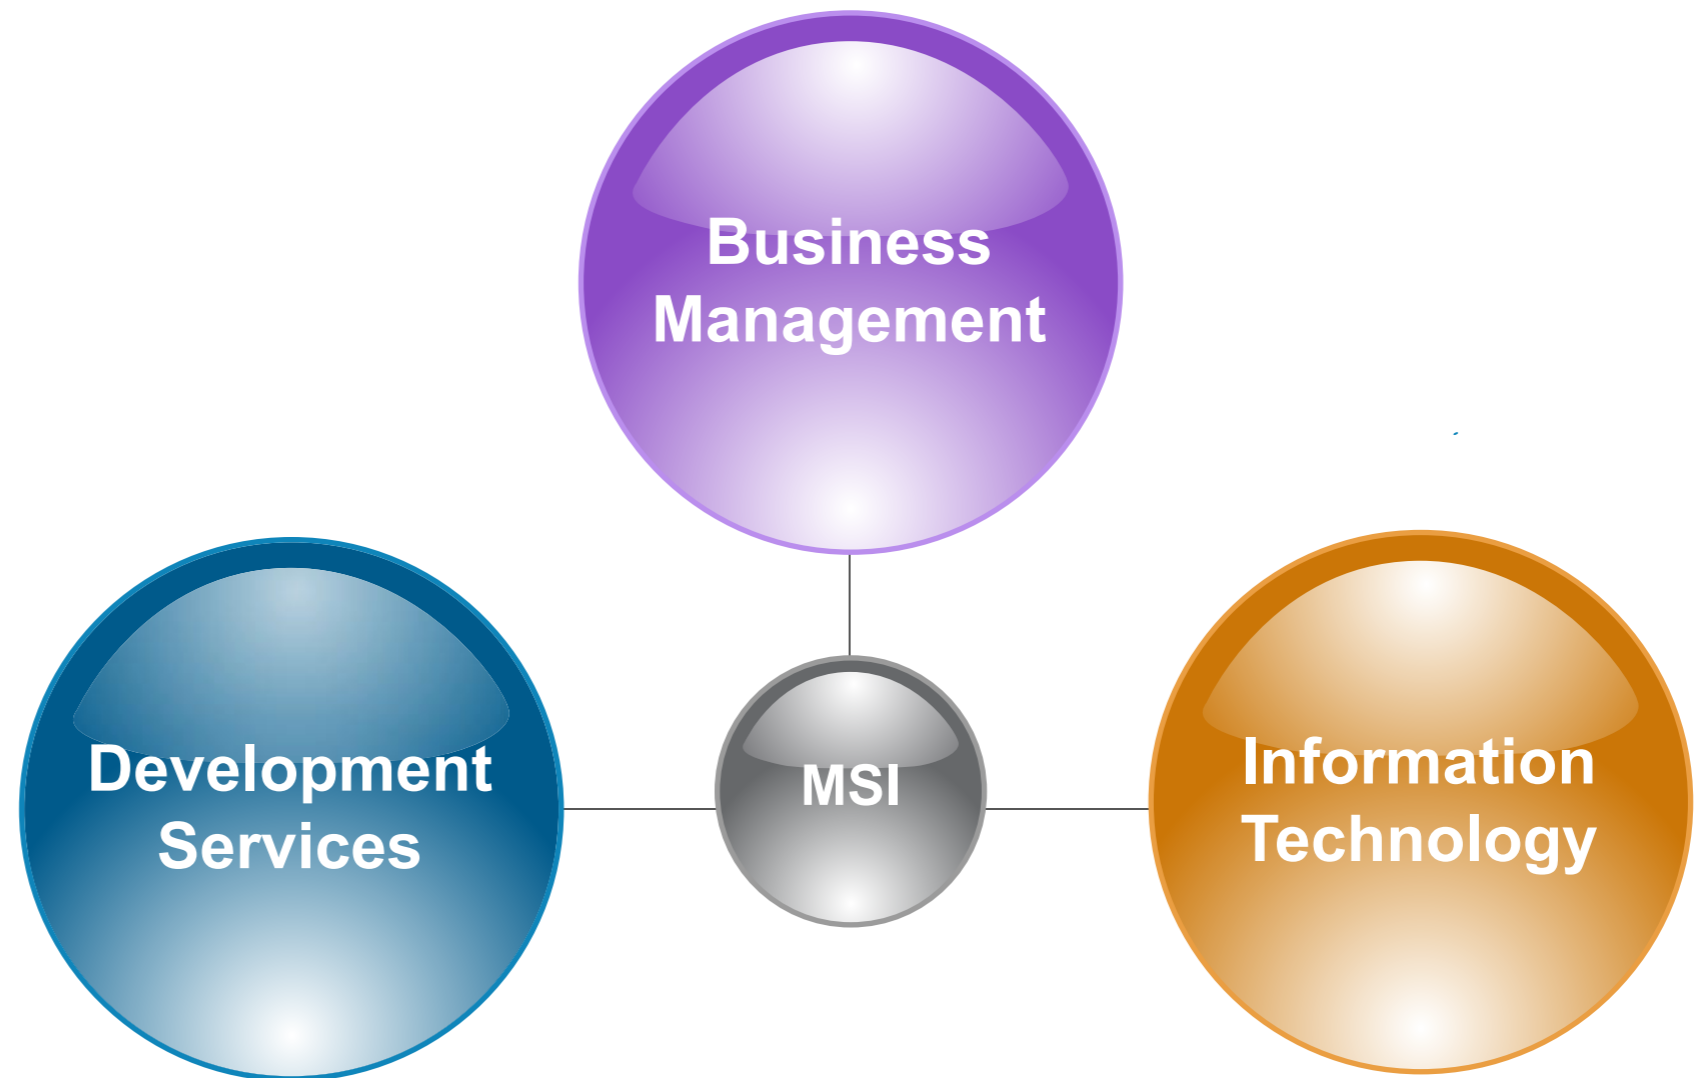 Business
Management
Development
Services
MSI
Information
Technology